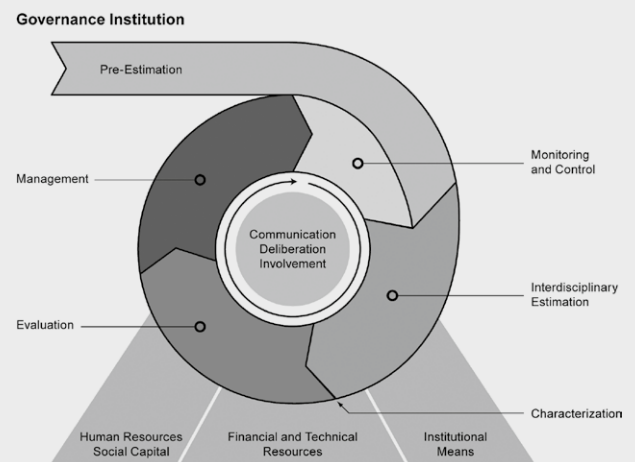 Governance Institution
Pre-Estimation
Monitoring
and Control
Management
Communication
Deliberation
Involvement
Interdisciplinary
Estimation
Evaluation
Characterization
Human Resources
Social Capital
Financial and Technical
Resources
Institutional
Means